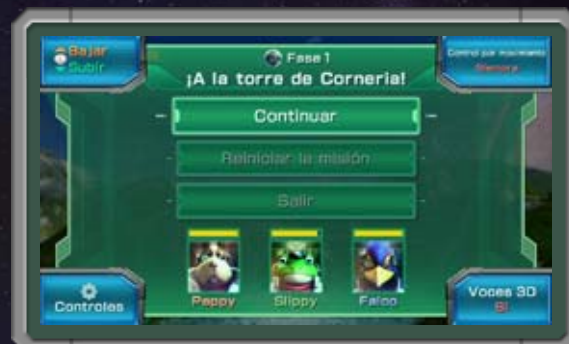 Bajar
Subir
Fase 1
¡A la torre de Corneria!
Control por movimiento
Siempre
Continuar
Reiniciar la misión
Salir
Peppy
Slippy
Falco
Controles
Voces 3D
Sí